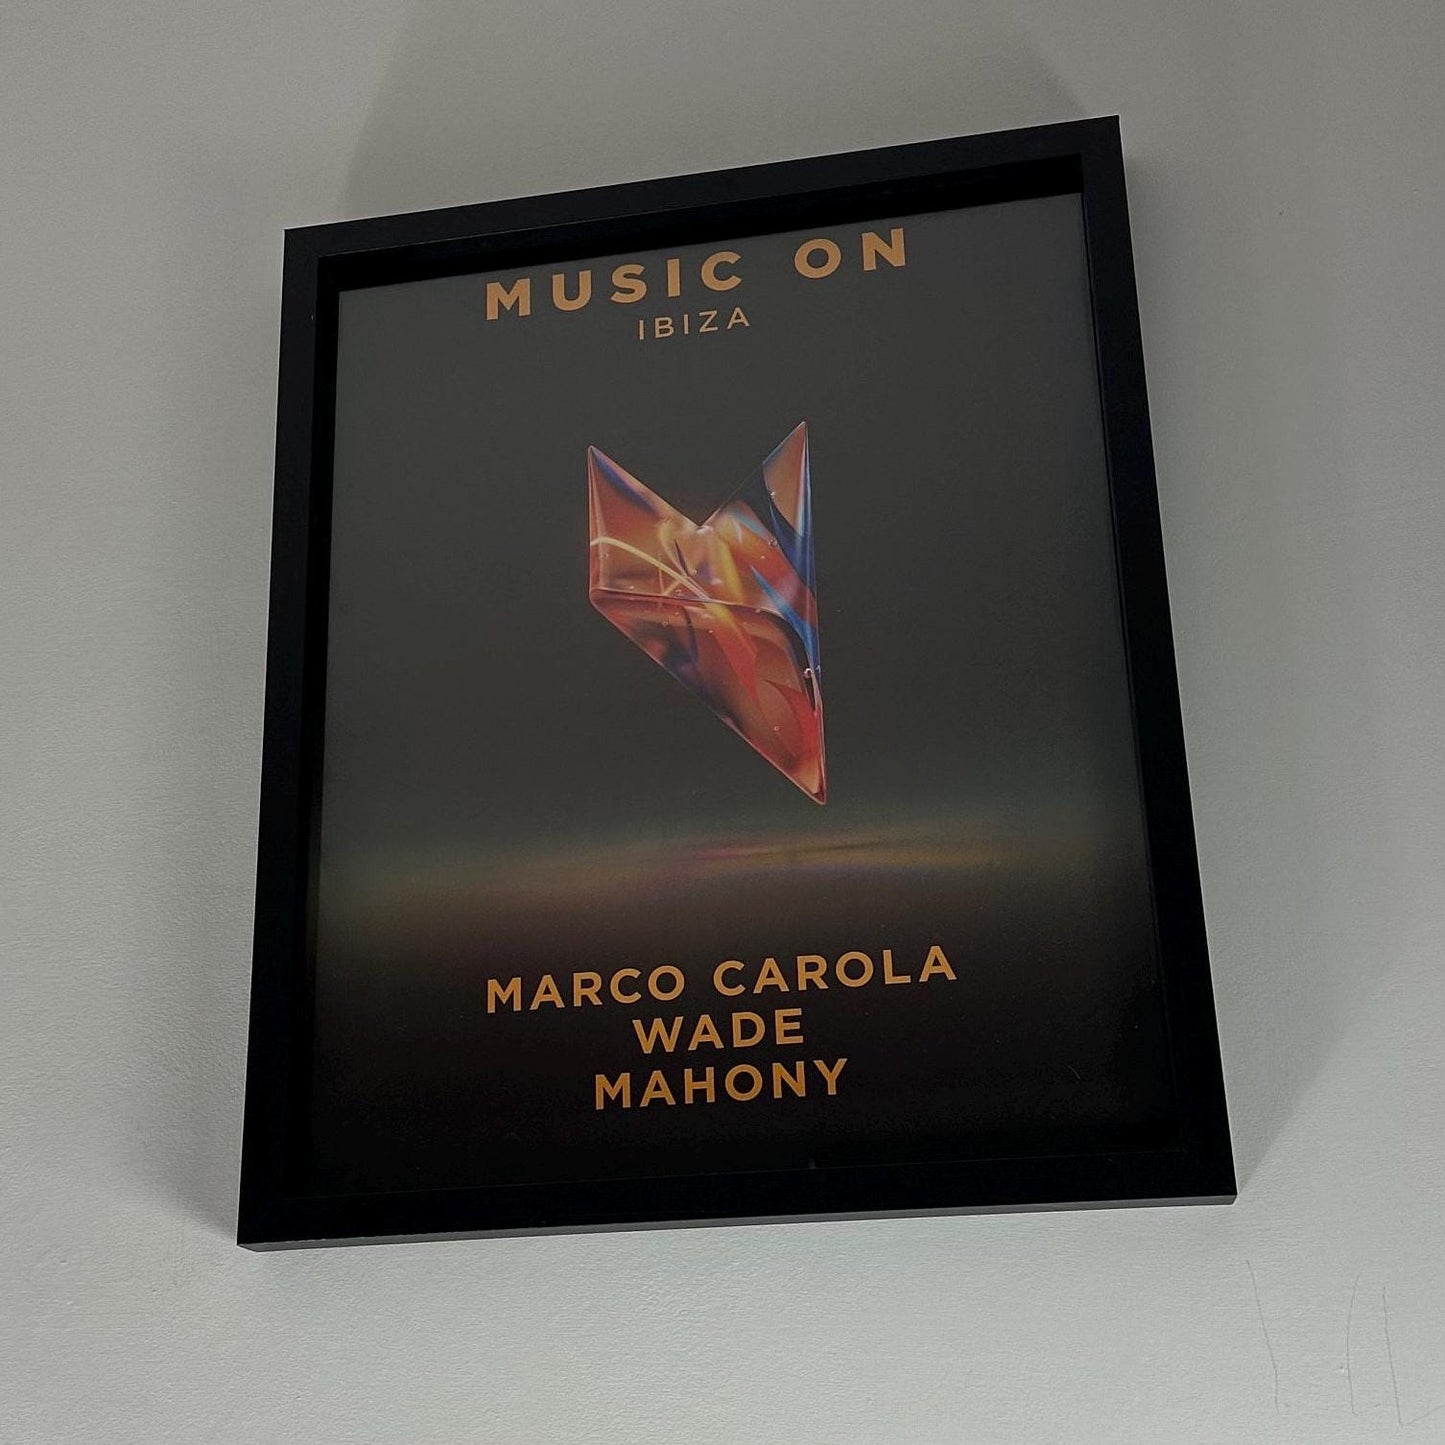 MUSIC ON
IBIZA
MARCO CAROLA
WADE
MAHONY